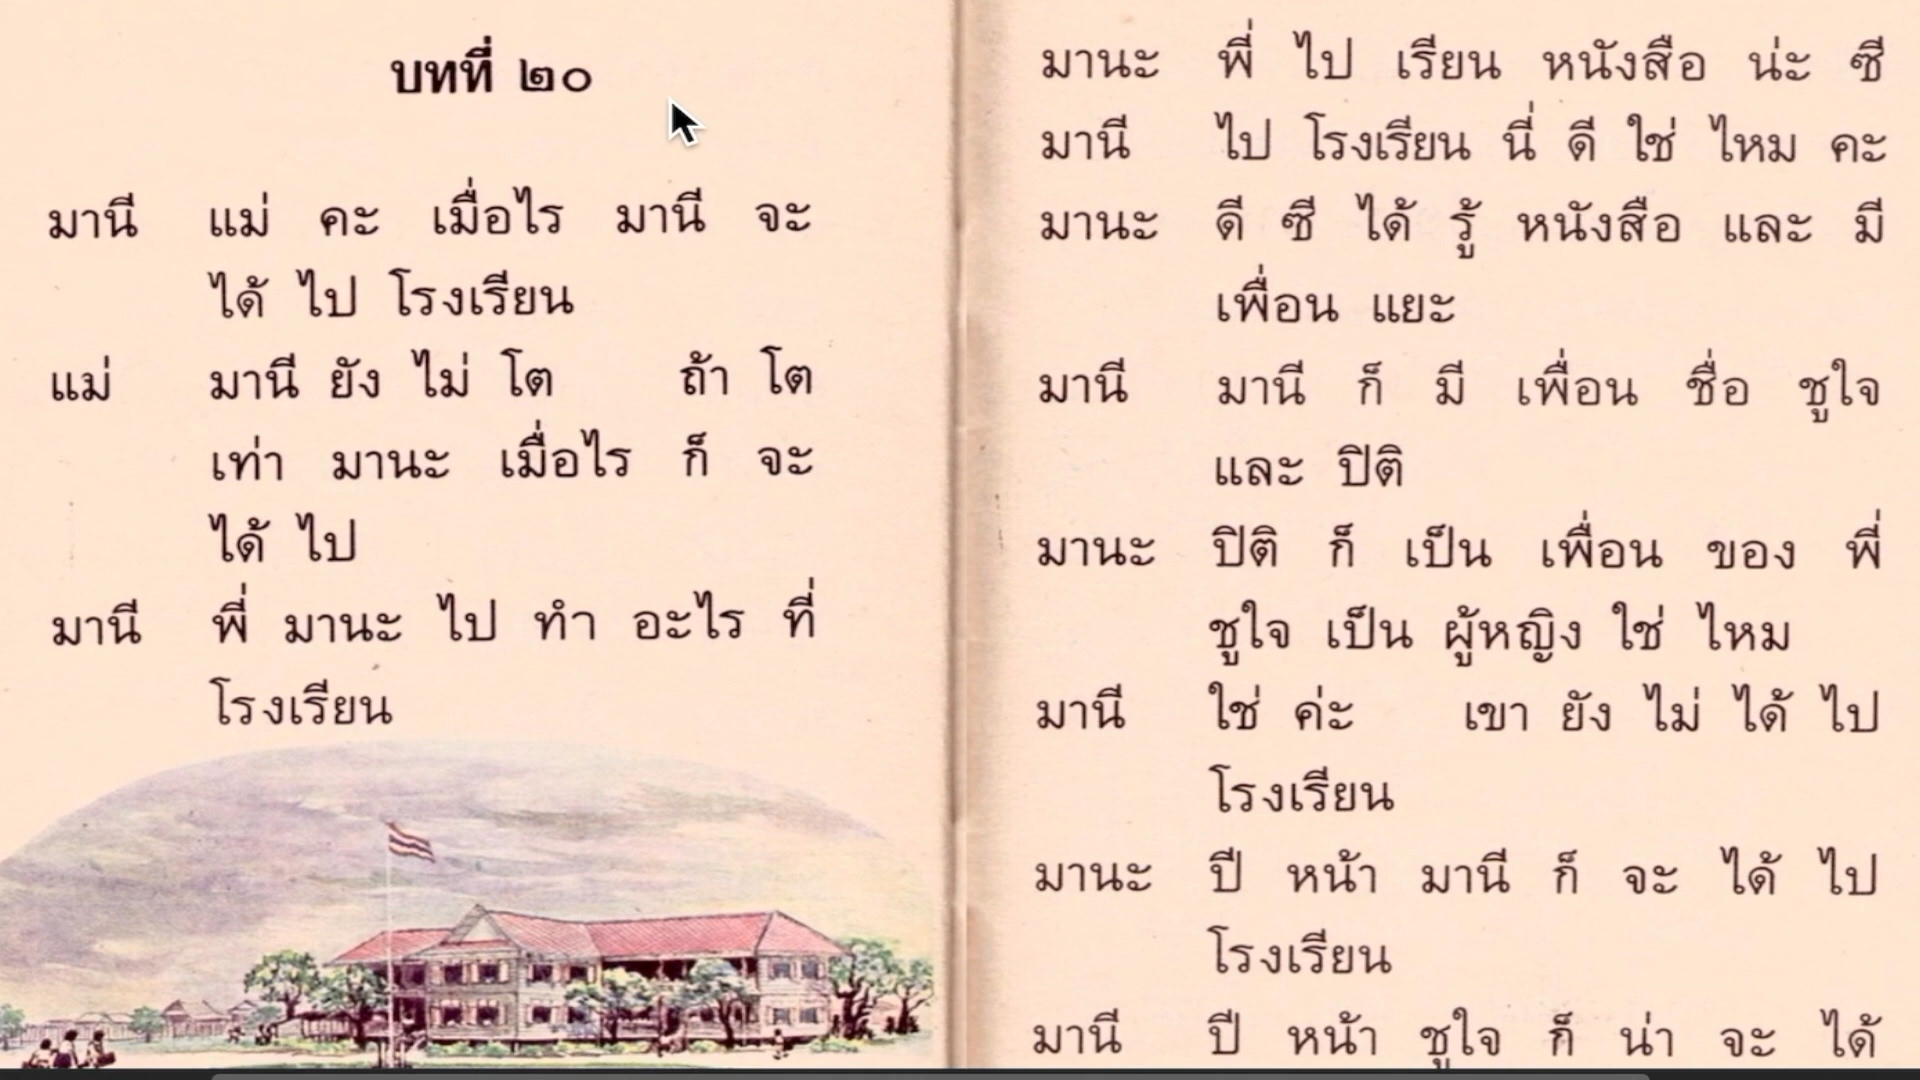 บทที่ ๒๐
มานี แม่ คะ เมื่อไร มานี จะ
ได้ ไป โรงเรียน
แม่ มานี ยัง ไม่ โต ถ้า โต
เท่า มานะ เมื่อไร ก็ จะ
ได้ ไป
มานี พี่ มานะ ไป ทำ อะไร ที่
โรงเรียน
มานะ พี่ ไป เรียน หนังสือ น่ะ ซี
มานี ไป โรงเรียน นี่ ดี ใช่ ไหม คะ
มานะ ดี ซี ได้ รู้ หนังสือ และ มี
เพื่อน แยะ
มานี มานี ก็ มี เพื่อน ชื่อ ชูใจ
และ ปิติ
มานะ ปิติ ก็ เป็น เพื่อน ของ พี่
ชูใจ เป็น ผู้หญิง ใช่ ไหม
มานี ใช่ ค่ะ เขา ยัง ไม่ ได้ ไป
โรงเรียน
มานะ ปี หน้า มานี ก็ จะ ได้ ไป
โรงเรียน
มานี ปี หน้า ชูใจ ก็ น่า จะ ได้